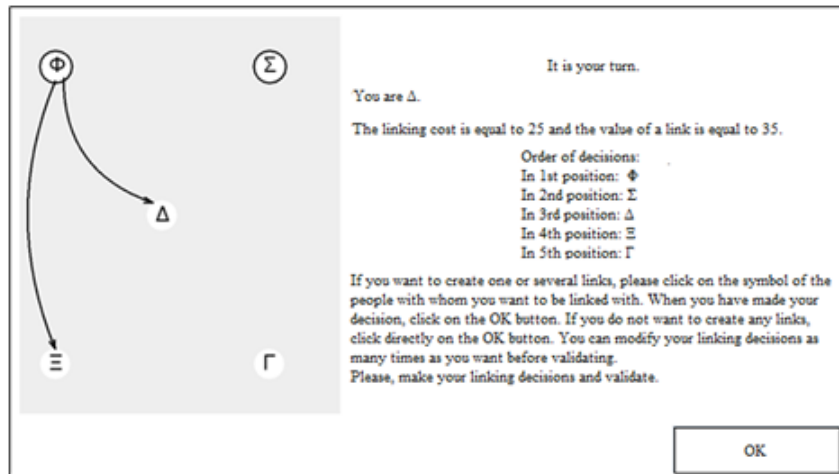 Φ
Σ
Δ
Ξ
Γ
It is your turn.
You are Δ.
The linking cost is equal to 25 and the value of a link is equal to 35.
Order of decisions:
In 1st position: Φ
In 2nd position: Σ
In 3rd position: Δ
In 4th position: Ξ
In 5th position: Γ
If you want to create one or several links, please click on the symbol of the
people with whom you want to be linked with. When you have made your
decision, click on the OK button. If you do not want to create any links,
click directly on the OK button. You can modify your linking decisions as
many times as you want before validating.
Please, make your linking decisions and validate.
OK